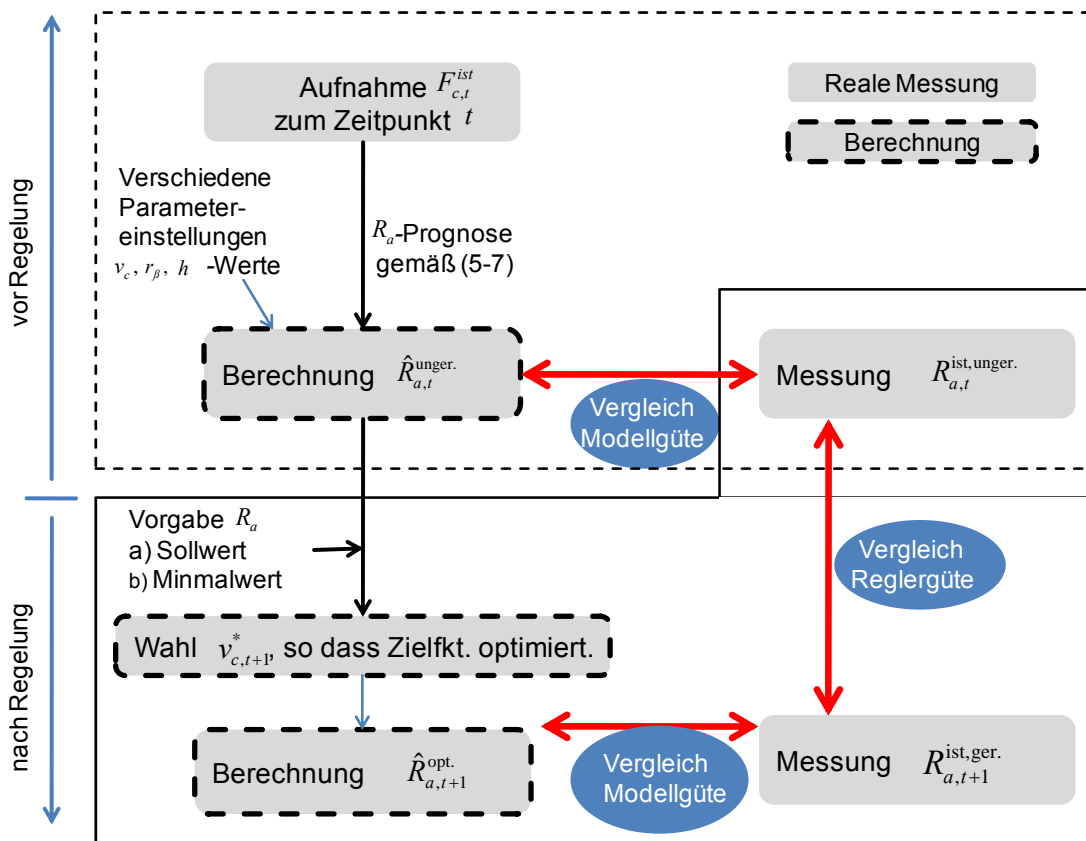 vor Regelung
Aufnahme F_{c,t}^{ist}
zum Zeitpunkt t
Reale Messung
Berechnung
Verschiedene
Parameter-
einstellungen
v_c, r_β, h -Werte
R_a-Prognose
gemäß (5-7)
Berechnung R̂_{a,t}^{unger.}
Vergleich
Modellgüte
Messung R_{a,t}^{ist,unger.}
nach Regelung
Vorgabe R_a
a) Sollwert
b) Minmalwert
Vergleich
Reglergüte
Wahl v_{c,t+1}^*, so dass Zielfkt. optimiert.
Berechnung R̂_{a,t+1}^{opt.}
Vergleich
Modellgüte
Messung R_{a,t+1}^{ist,ger.}